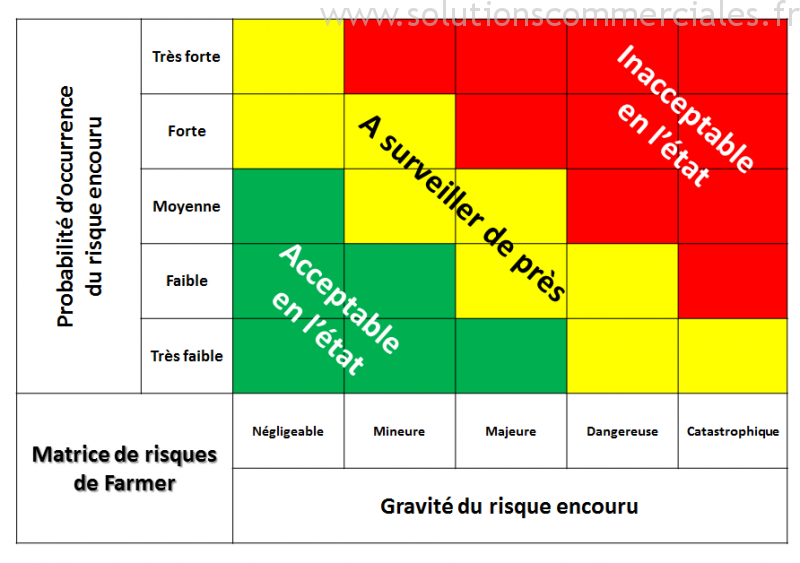 www.solutionscommerciales.fr
Probabilité d'occurrence
du risque encouru
Très forte
Forte
Moyenne
Faible
Très faible
Inacceptable
en l'état
A surveiller de près
Acceptable
en l'état
Matrice de risques
de Farmer
Négligeable
Mineure
Majeure
Dangereuse
Catastrophique
Gravité du risque encouru